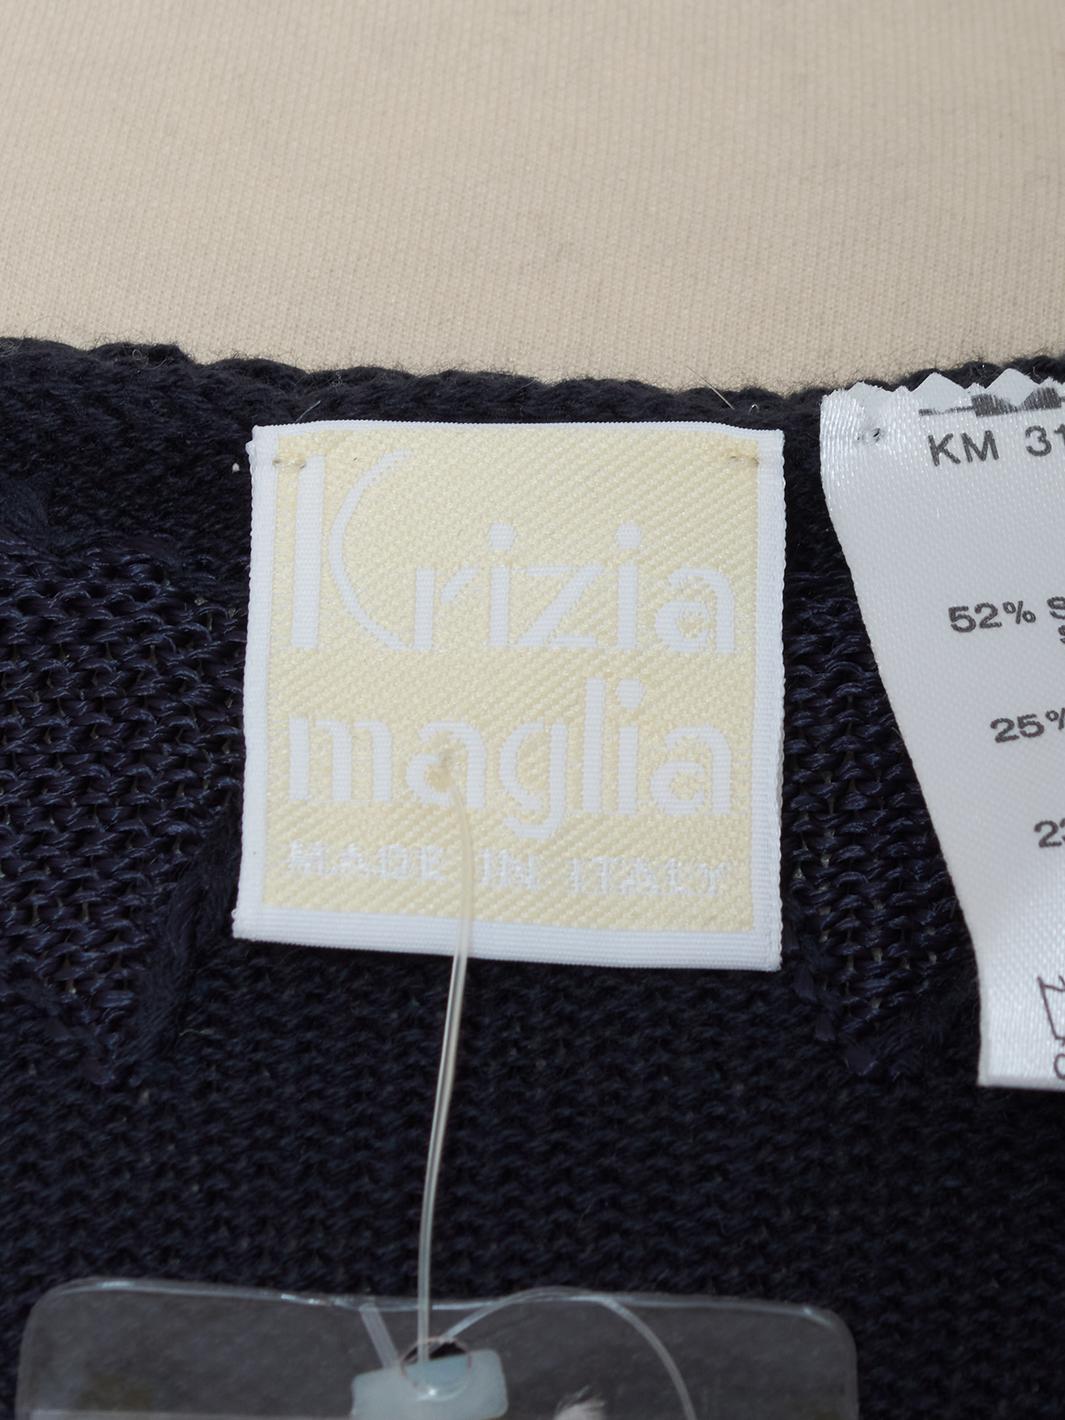 Krizia
maglia
MADE IN ITALY
KM 31
52% S
25%